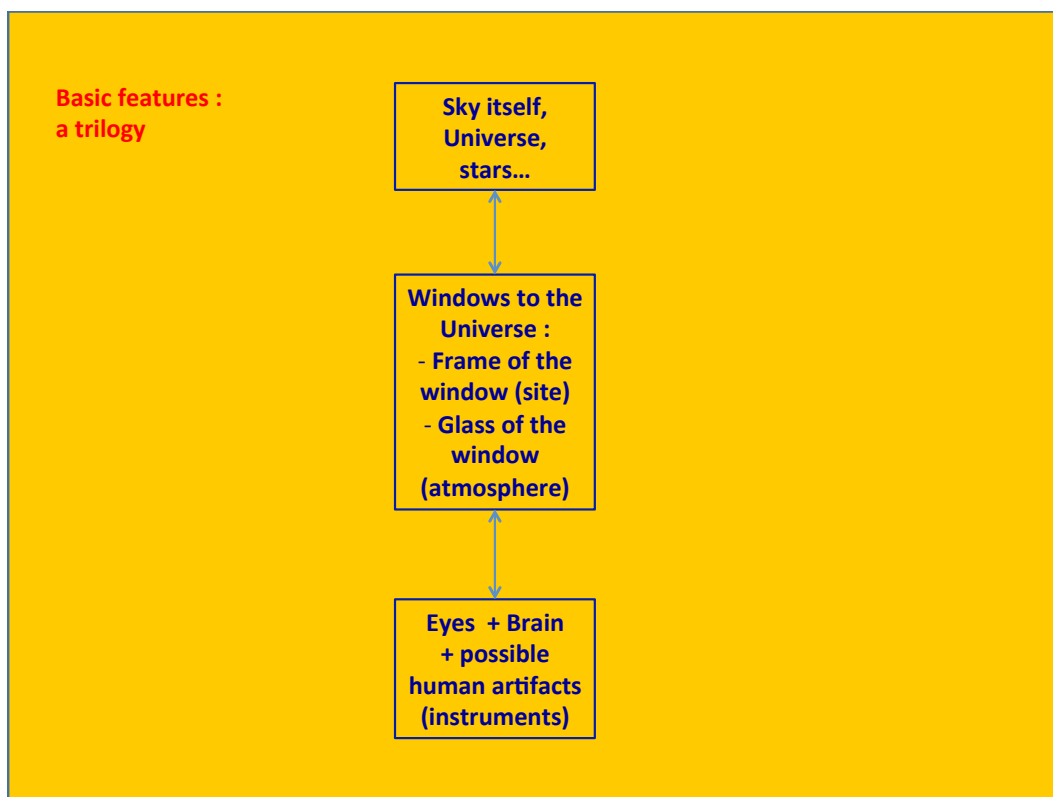 Basic features :
a trilogy
Sky itself,
Universe,
stars…
Windows to the
Universe :
- Frame of the
window (site)
- Glass of the
window
(atmosphere)
Eyes + Brain
+ possible
human artifacts
(instruments)